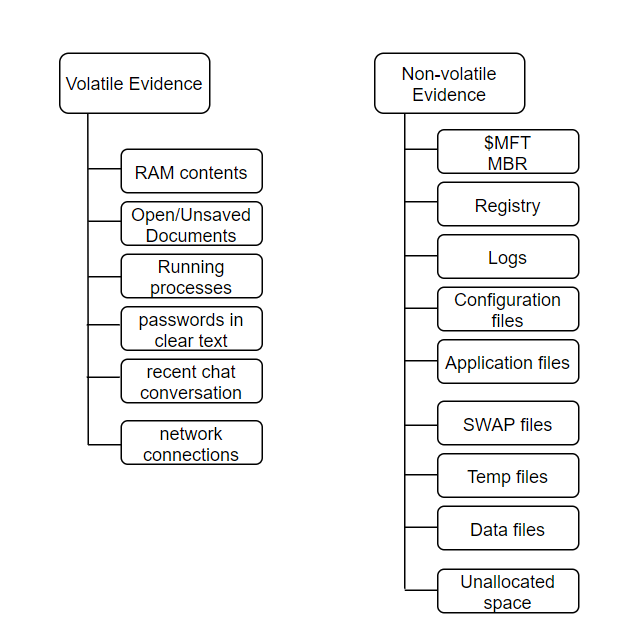 Volatile Evidence
RAM contents
Open/Unsaved
Documents
Running
processes
passwords in
clear text
recent chat
conversation
network
connections
Non-volatile
Evidence
$MFT
MBR
Registry
Logs
Configuration
files
Application files
SWAP files
Temp files
Data files
Unallocated
space